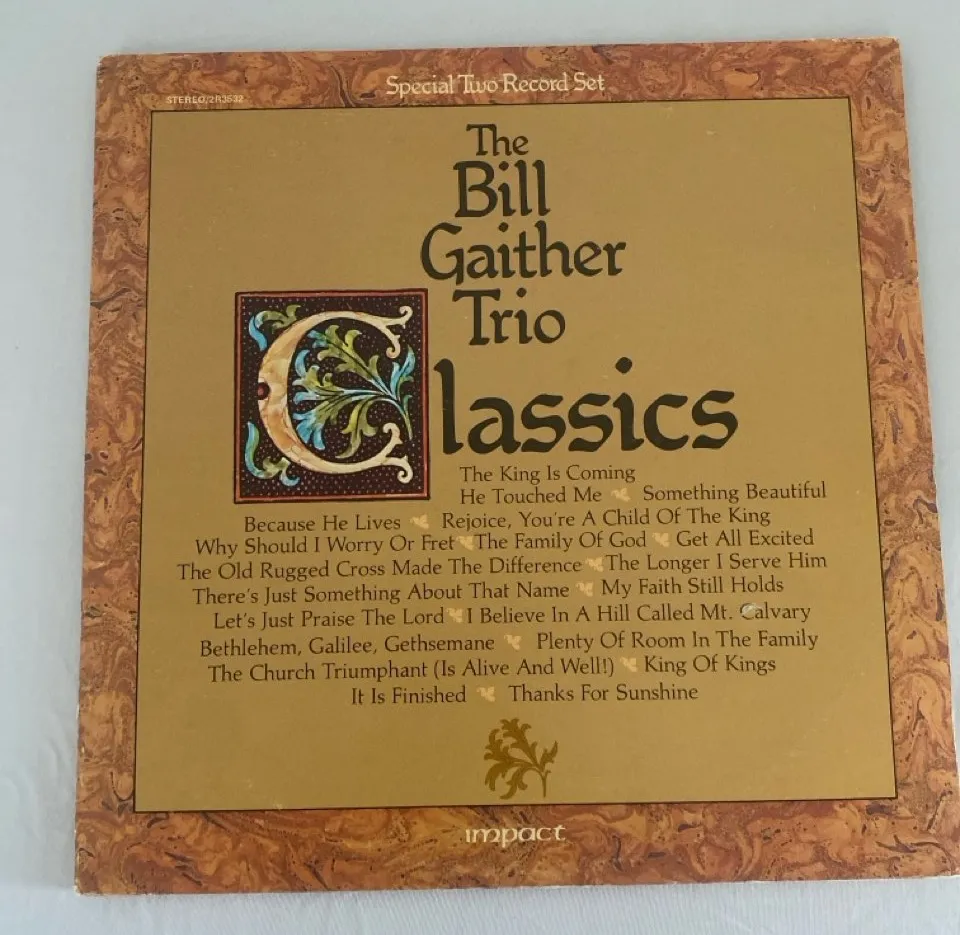 Special Two Record Set
STEREO/2R3532
The
Bill
Gaither
Trio
Classics
The King Is Coming
He Touched Me Something Beautiful
Because He Lives Rejoice, You're A Child Of The King
Why Should I Worry Or Fret The Family Of God Get All Excited
The Old Rugged Cross Made The Difference The Longer I Serve Him
There's Just Something About That Name My Faith Still Holds
Let's Just Praise The Lord I Believe In A Hill Called Mt. Calvary
Bethlehem, Galilee, Gethsemane Plenty Of Room In The Family
The Church Triumphant (Is Alive And Well!) King Of Kings
It Is Finished Thanks For Sunshine
impact